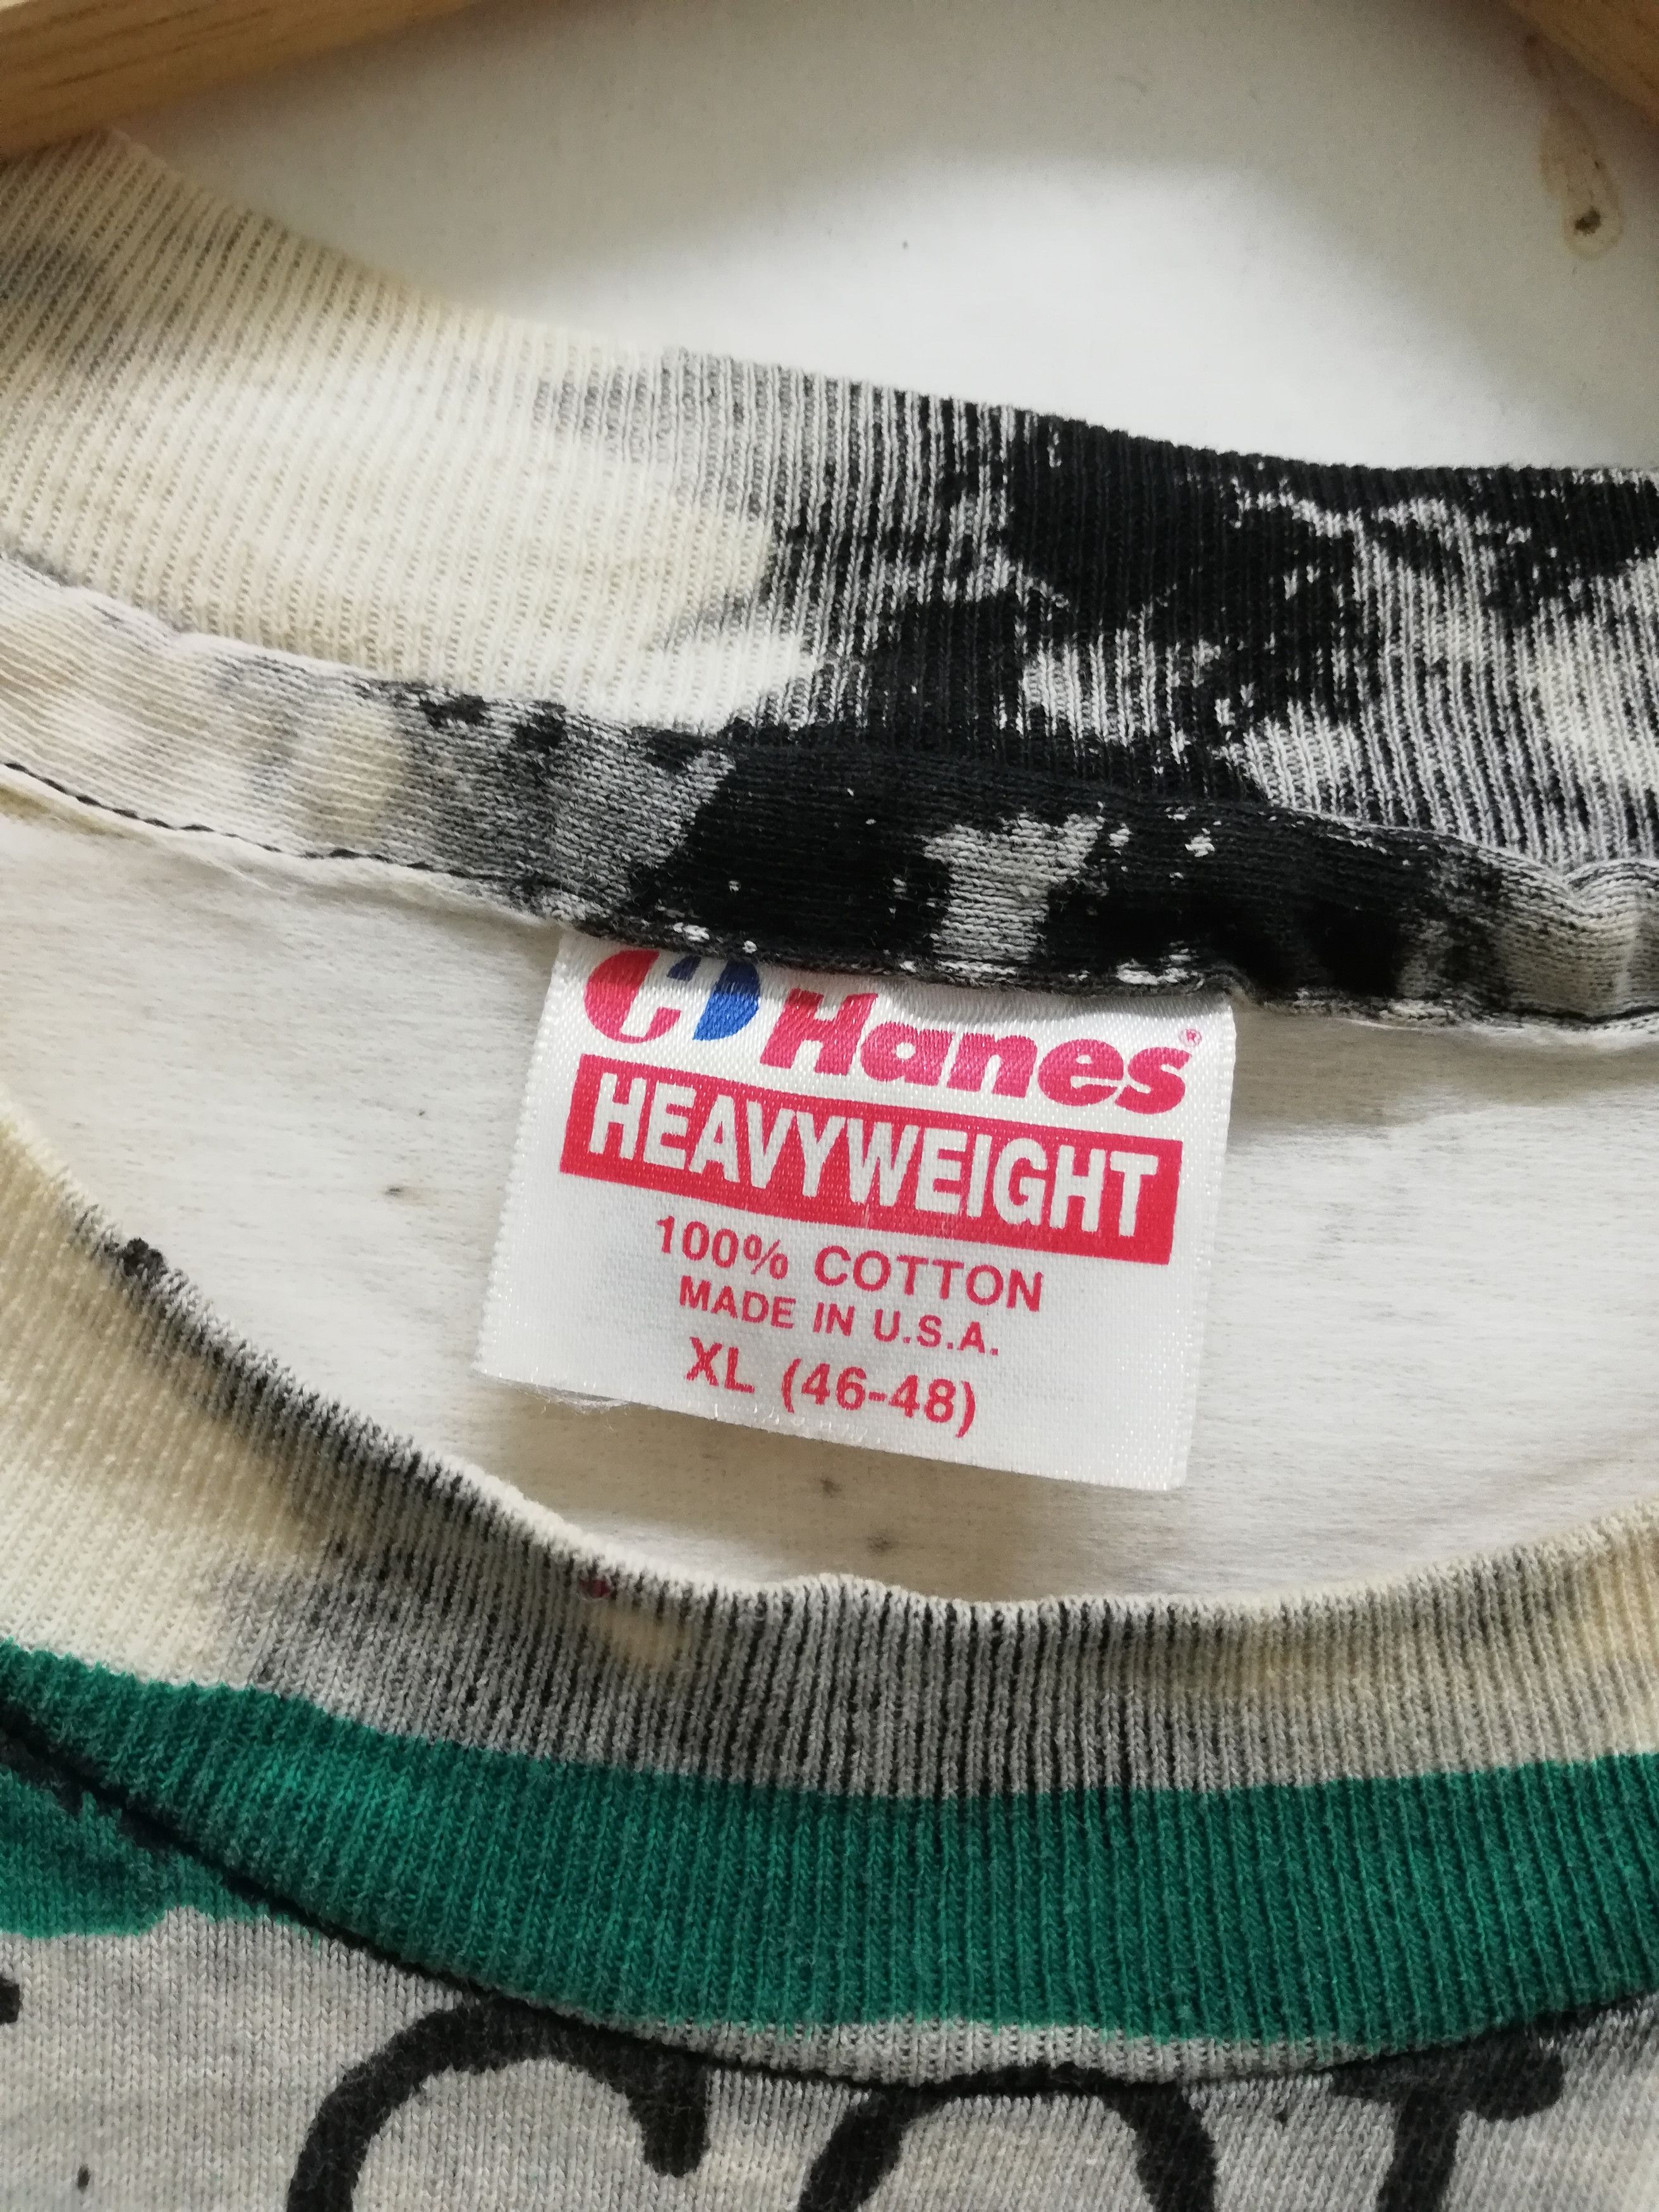 Hanes®
HEAVYWEIGHT
100% COTTON
MADE IN U.S.A.
XL (46-48)